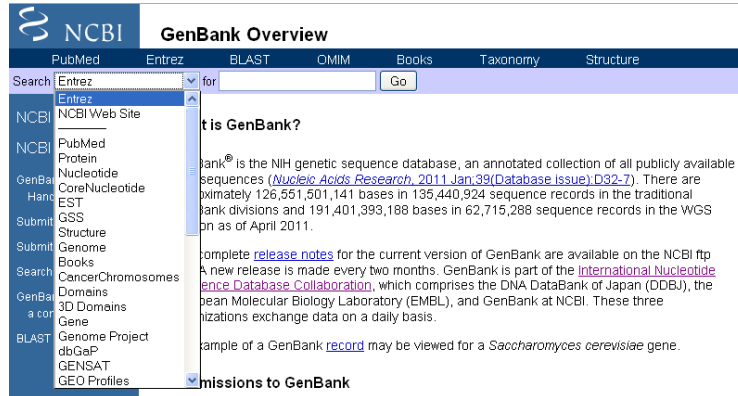 NCBI
GenBank Overview
PubMed Entrez BLAST OMIM Books Taxonomy Structure
Search Entrez for Go
Entrez
NCBI Web Site
PubMed
Protein
Nucleotide
CoreNucleotide
EST
GSS
Structure
Genome
Books
CancerChromosomes
Domains
3D Domains
Gene
Genome Project
dbGaP
GENSAT
GEO Profiles
NCBI
NCBI
GenBa
Hand
Submit
Submit
Search
GenBa
a con
BLAST
t is GenBank?
Bank® is the NIH genetic sequence database, an annotated collection of all publicly available
sequences (Nucleic Acids Research, 2011 Jan;39(Database issue):D32-7). There are
oximately 126,551,501,141 bases in 135,440,924 sequence records in the traditional
Bank divisions and 191,401,393,188 bases in 62,715,288 sequence records in the WGS
on as of April 2011.
complete release notes for the current version of GenBank are available on the NCBI ftp
A new release is made every two months. GenBank is part of the International Nucleotide
ence Database Collaboration, which comprises the DNA DataBank of Japan (DDBJ), the
pean Molecular Biology Laboratory (EMBL), and GenBank at NCBI. These three
nizations exchange data on a daily basis.
xample of a GenBank record may be viewed for a Saccharomyces cerevisiae gene.
missions to GenBank